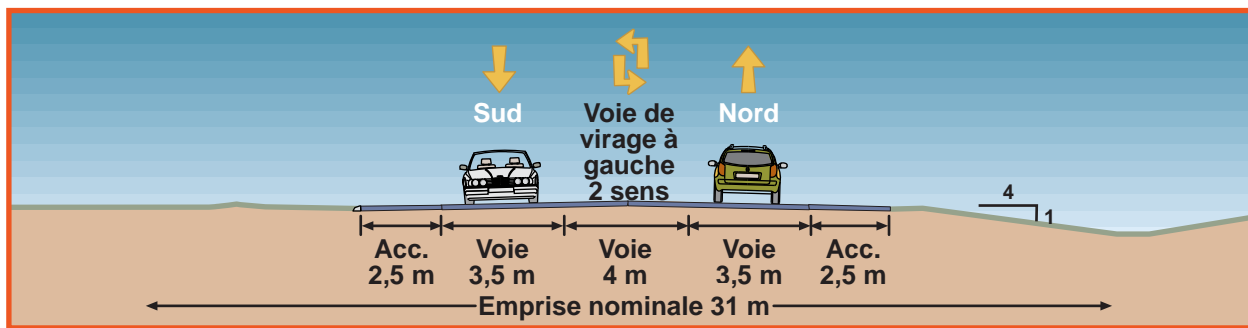 Sud
Voie de
virage à
gauche
2 sens
Nord
4
1
Acc.
2,5 m
Voie
3,5 m
Voie
4 m
Voie
3,5 m
Acc.
2,5 m
Emprise nominale 31 m